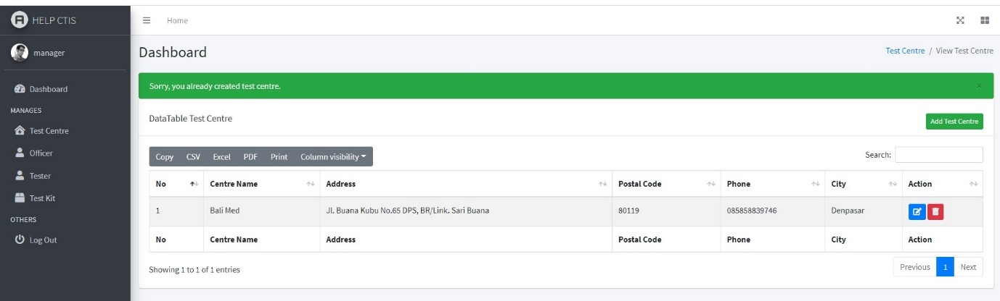 HELP CTIS
Home
manager
Dashboard
Test Centre / View Test Centre
Dashboard
MANAGES
Test Centre
Officer
Tester
Test Kit
OTHERS
Log Out
Sorry, you already created test centre. ×
DataTable Test Centre
Add Test Centre
Copy CSV Excel PDF Print Column visibility
Search:
No Centre Name Address Postal Code Phone City Action
1 Bali Med Jl. Buana Kubu No.65 DPS, BR/Link. Sari Buana 80119 085858839746 Denpasar
No Centre Name Address Postal Code Phone City Action
Showing 1 to 1 of 1 entries
Previous 1 Next